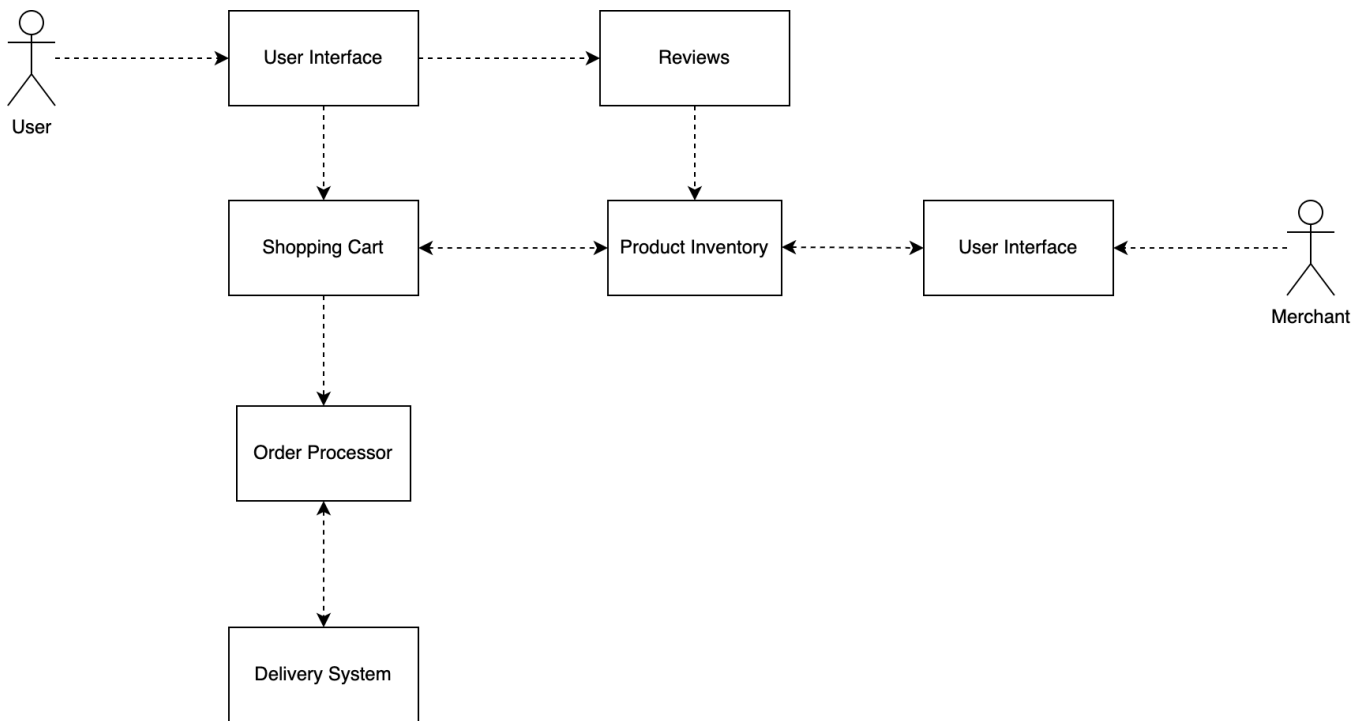 User Interface
Reviews
User
Shopping Cart
Product Inventory
User Interface
Merchant
Order Processor
Delivery System